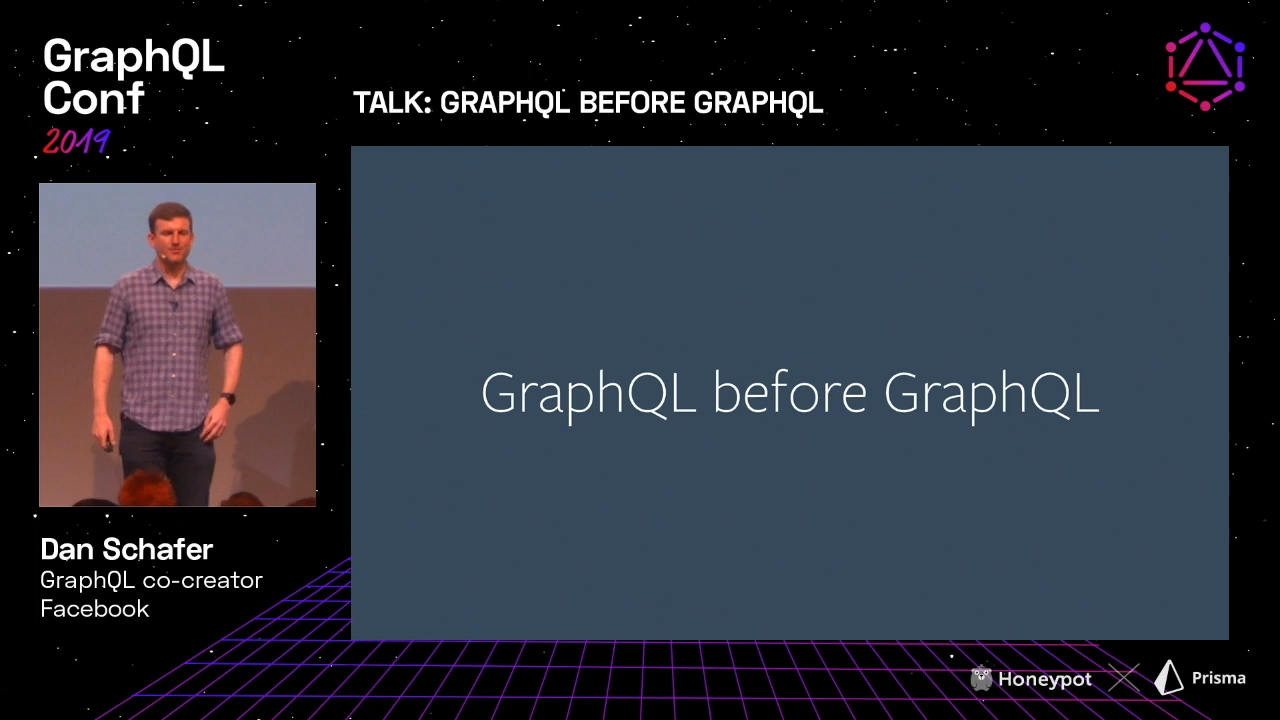 GraphQL
Conf
2019
TALK: GRAPHQL BEFORE GRAPHQL
GraphQL before GraphQL
Dan Schafer
GraphQL co-creator
Facebook
Honeypot
Prisma